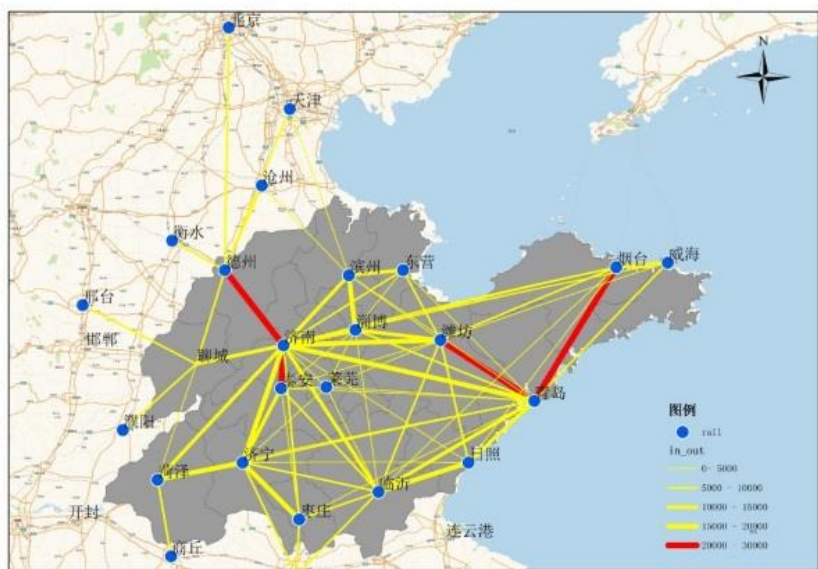 北京
N
天津
沧州
衡水
德州
滨州
东营
烟台
威海
邢台
邯郸
济南
淄博
潍坊
聊城
泰安
莱芜
青岛
濮阳
图例
rail
in_out
菏泽
济宁
日照
0- 5000
临沂
5000 - 10000
开封
枣庄
连云港
10000 - 15000
15000 - 20000
商丘
20000 - 30000